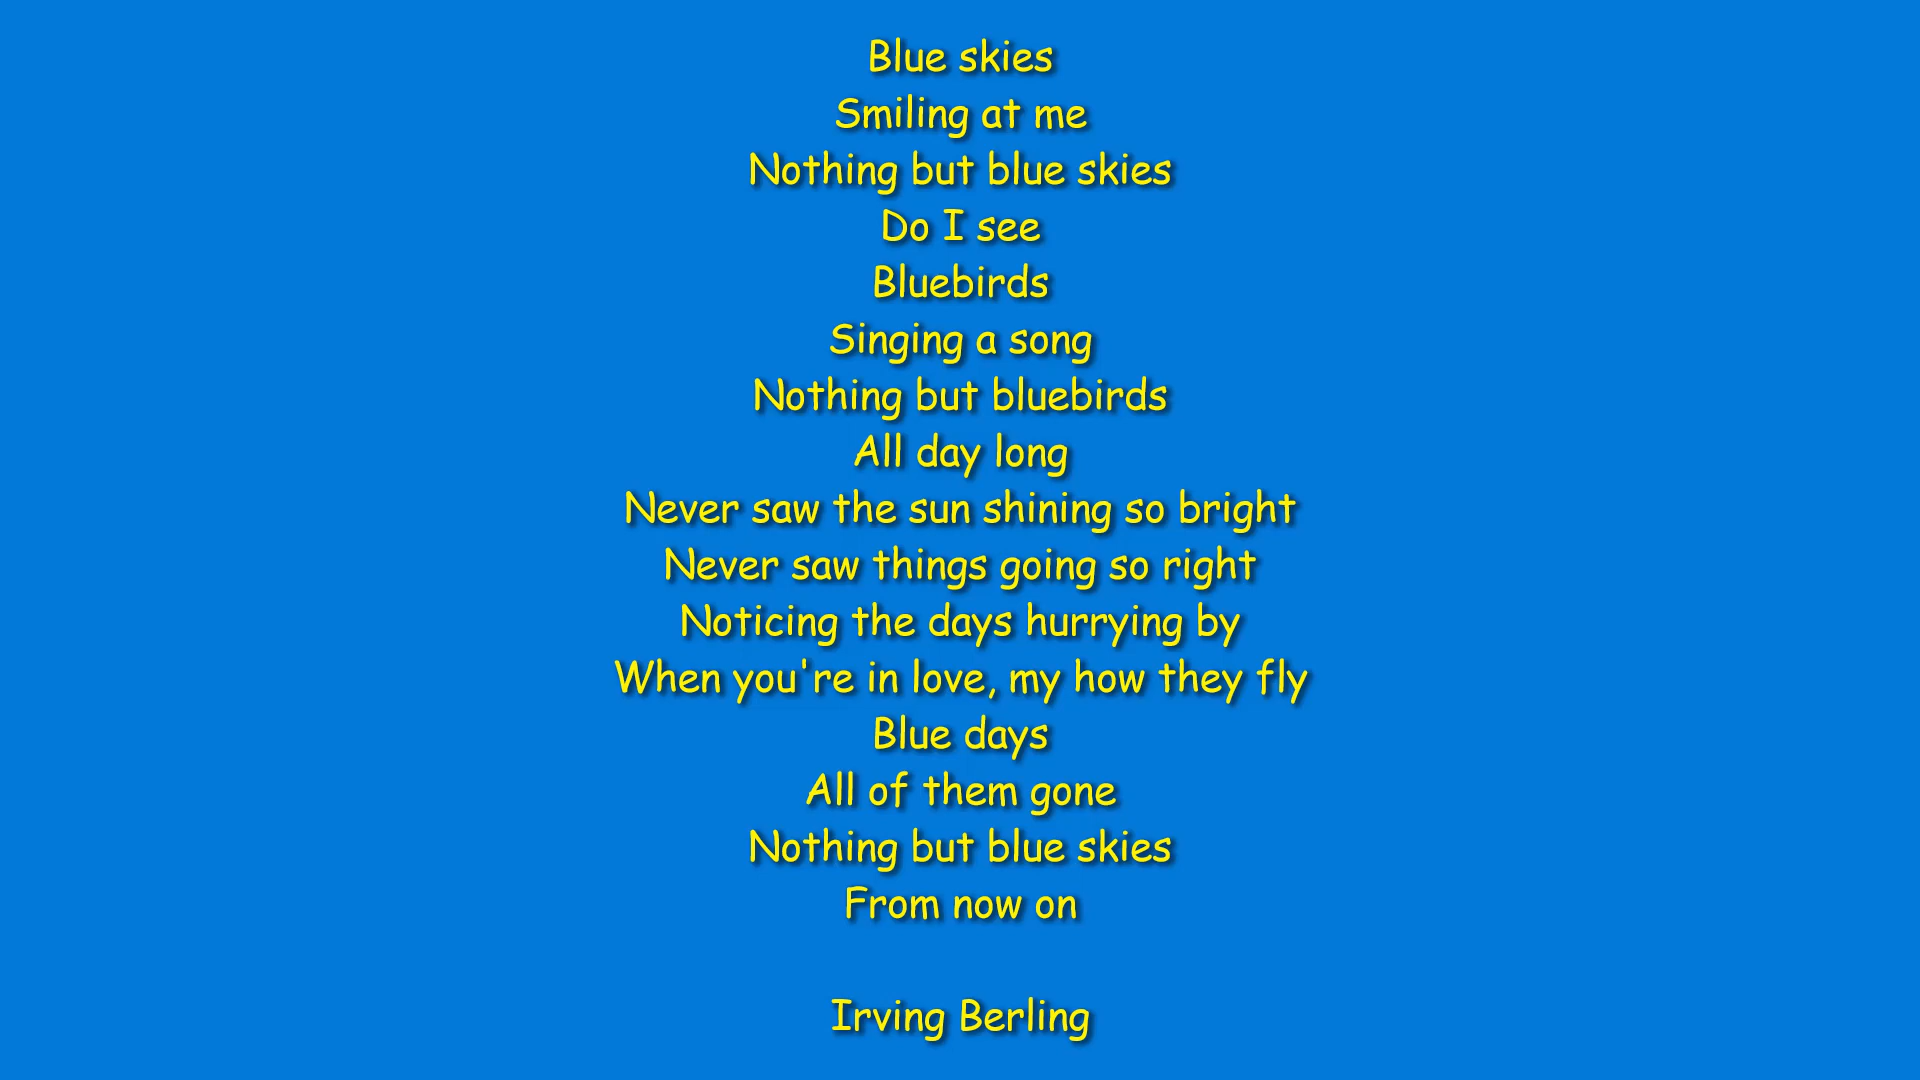 Blue skies
Smiling at me
Nothing but blue skies
Do I see
Bluebirds
Singing a song
Nothing but bluebirds
All day long
Never saw the sun shining so bright
Never saw things going so right
Noticing the days hurrying by
When you're in love, my how they fly
Blue days
All of them gone
Nothing but blue skies
From now on
Irving Berling